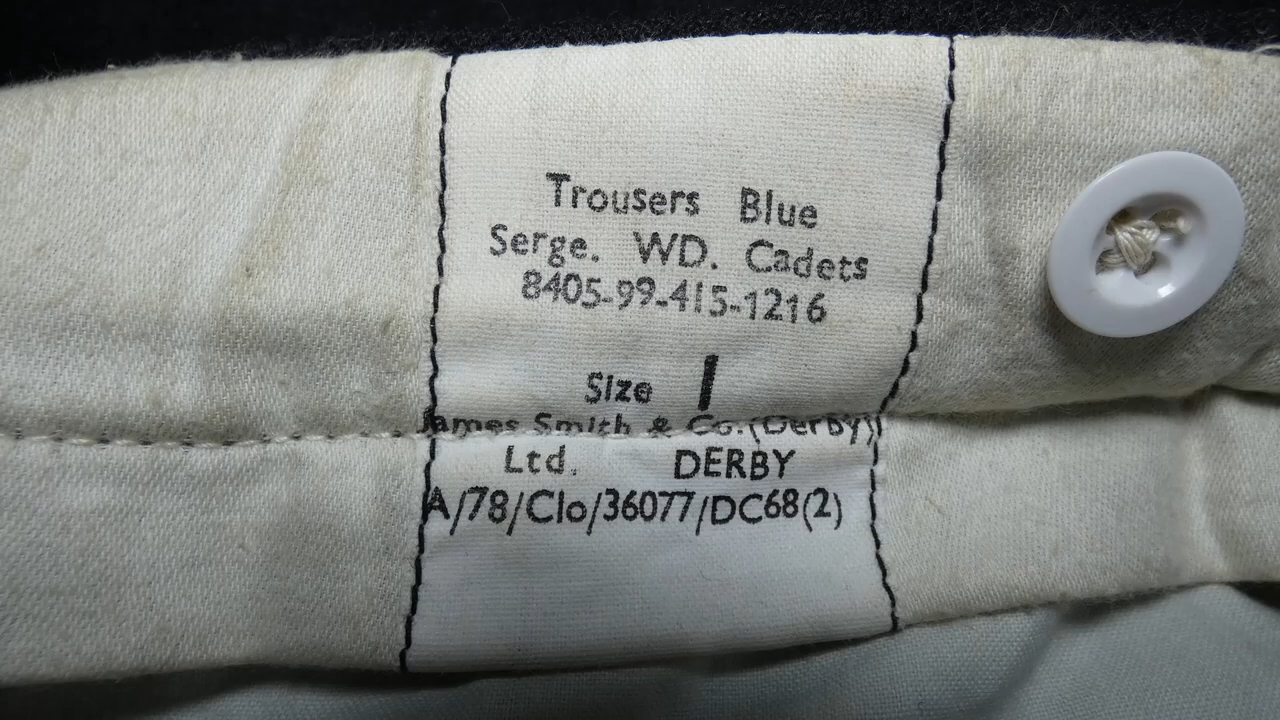 Trousers Blue
Serge. WD. Cadets
8405-99-415-1216
Size 1
James Smith & Co.(Derby)
Ltd. DERBY
A/78/Clo/36077/DC68(2)